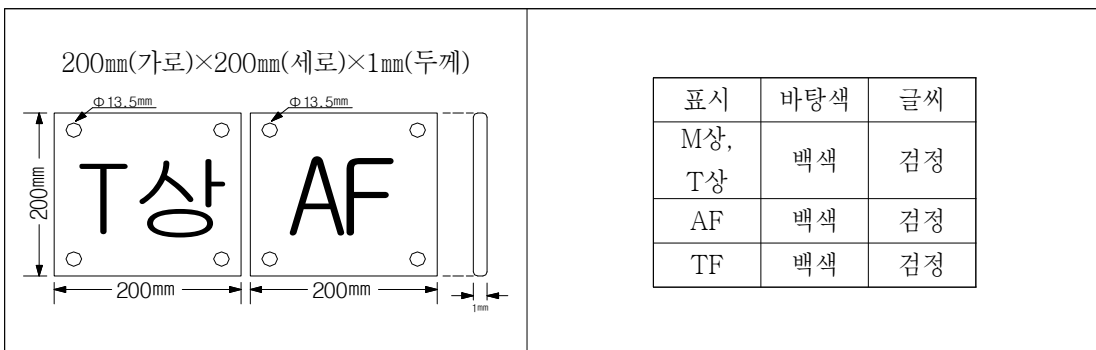 200㎜(가로)×200㎜(세로)×1㎜(두께)
Φ13.5㎜ Φ13.5㎜
200㎜ T상 AF
200㎜ 200㎜
1㎜
표시 바탕색 글씨
M상, T상 백색 검정
AF 백색 검정
TF 백색 검정